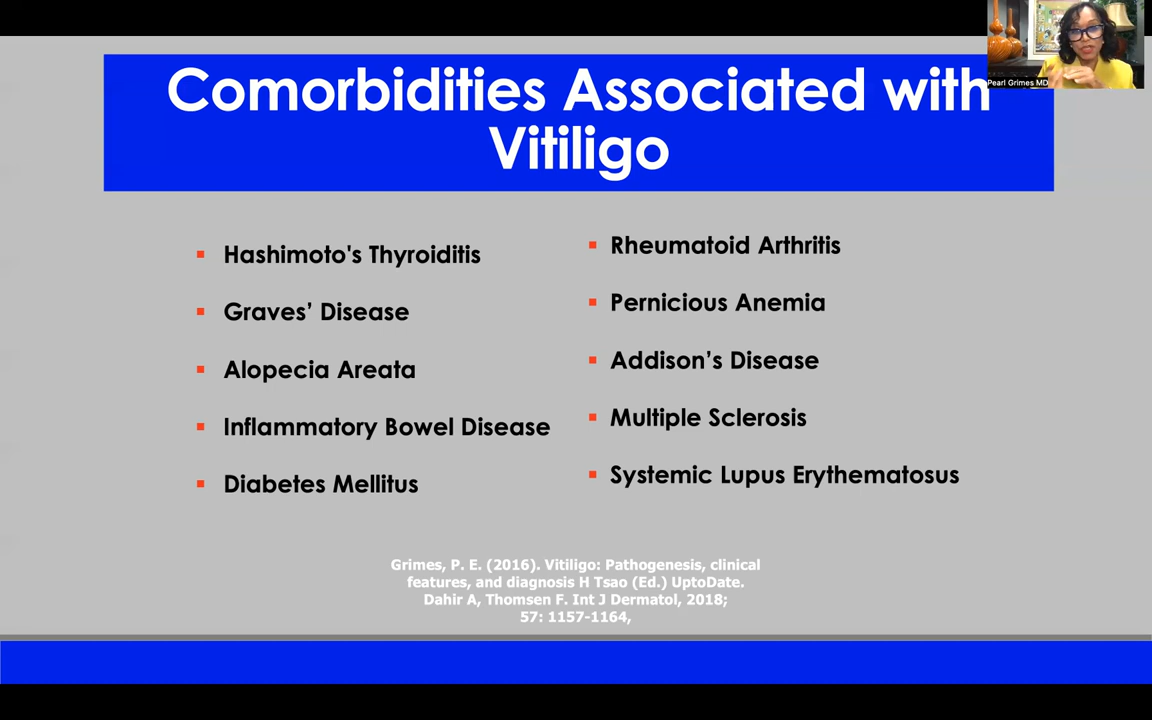 Comorbidities Associated with
Vitiligo
Pearl Grimes MD
Hashimoto's Thyroiditis
Graves’ Disease
Alopecia Areata
Inflammatory Bowel Disease
Diabetes Mellitus
Rheumatoid Arthritis
Pernicious Anemia
Addison’s Disease
Multiple Sclerosis
Systemic Lupus Erythematosus
Grimes, P. E. (2016). Vitiligo: Pathogenesis, clinical
features, and diagnosis H Tsao (Ed.) UptoDate.
Dahir A, Thomsen F. Int J Dermatol, 2018;
57: 1157-1164,